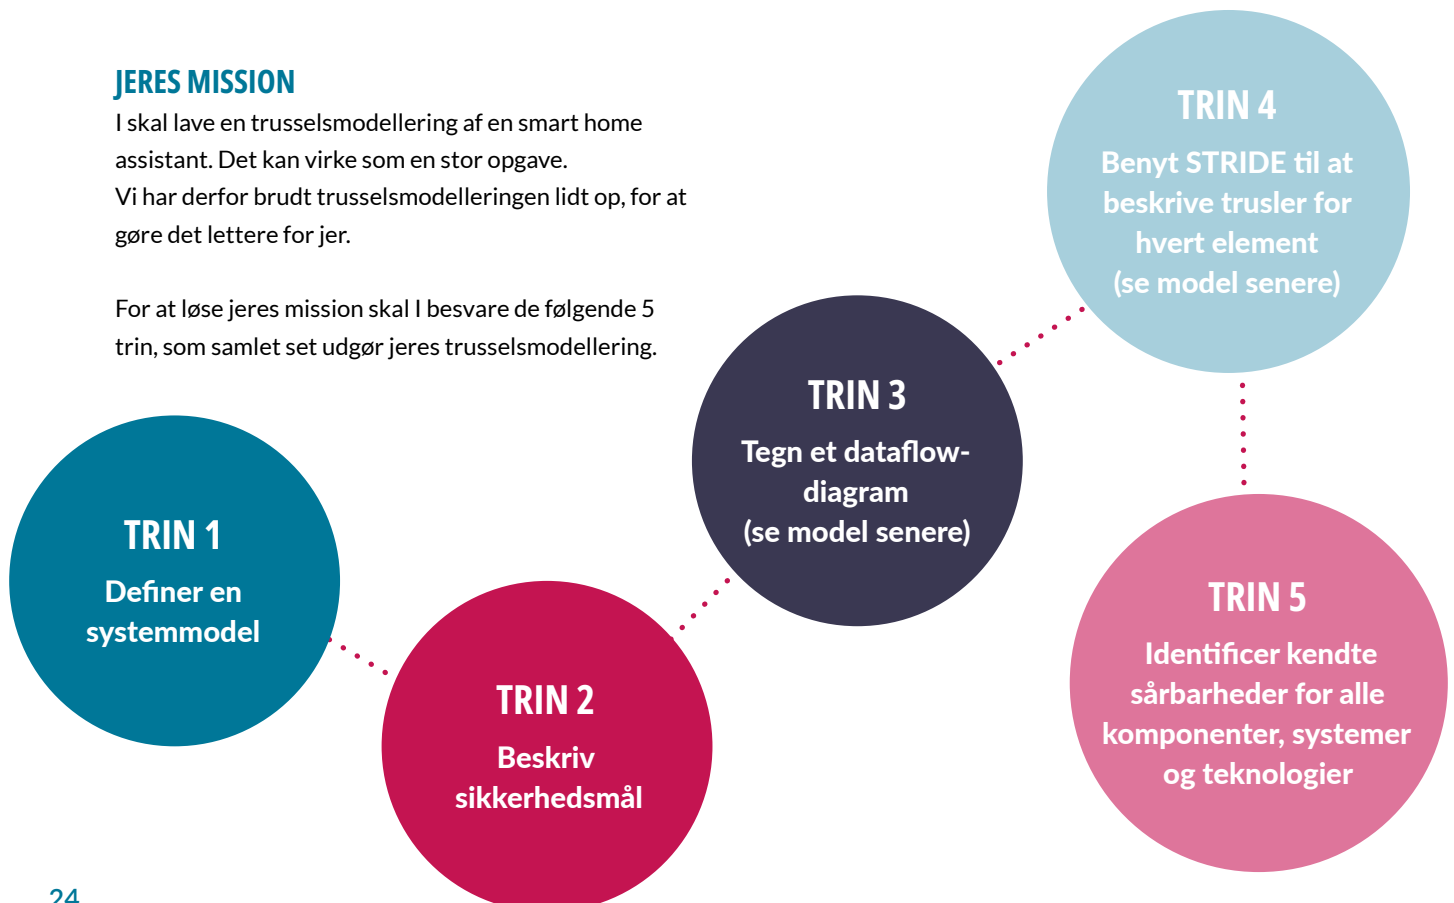 JERES MISSION
I skal lave en trusselsmodellering af en smart home
assistant. Det kan virke som en stor opgave.
Vi har derfor brudt trusselsmodelleringen lidt op, for at
gøre det lettere for jer.
For at løse jeres mission skal I besvare de følgende 5
trin, som samlet set udgør jeres trusselsmodellering.
TRIN 1
Definer en
systemmodel
TRIN 2
Beskriv
sikkerhedsmål
TRIN 3
Tegn et dataflow-
diagram
(se model senere)
TRIN 4
Benyt STRIDE til at
beskrive trusler for
hvert element
(se model senere)
TRIN 5
Identificer kendte
sårbarheder for alle
komponenter, systemer
og teknologier
24